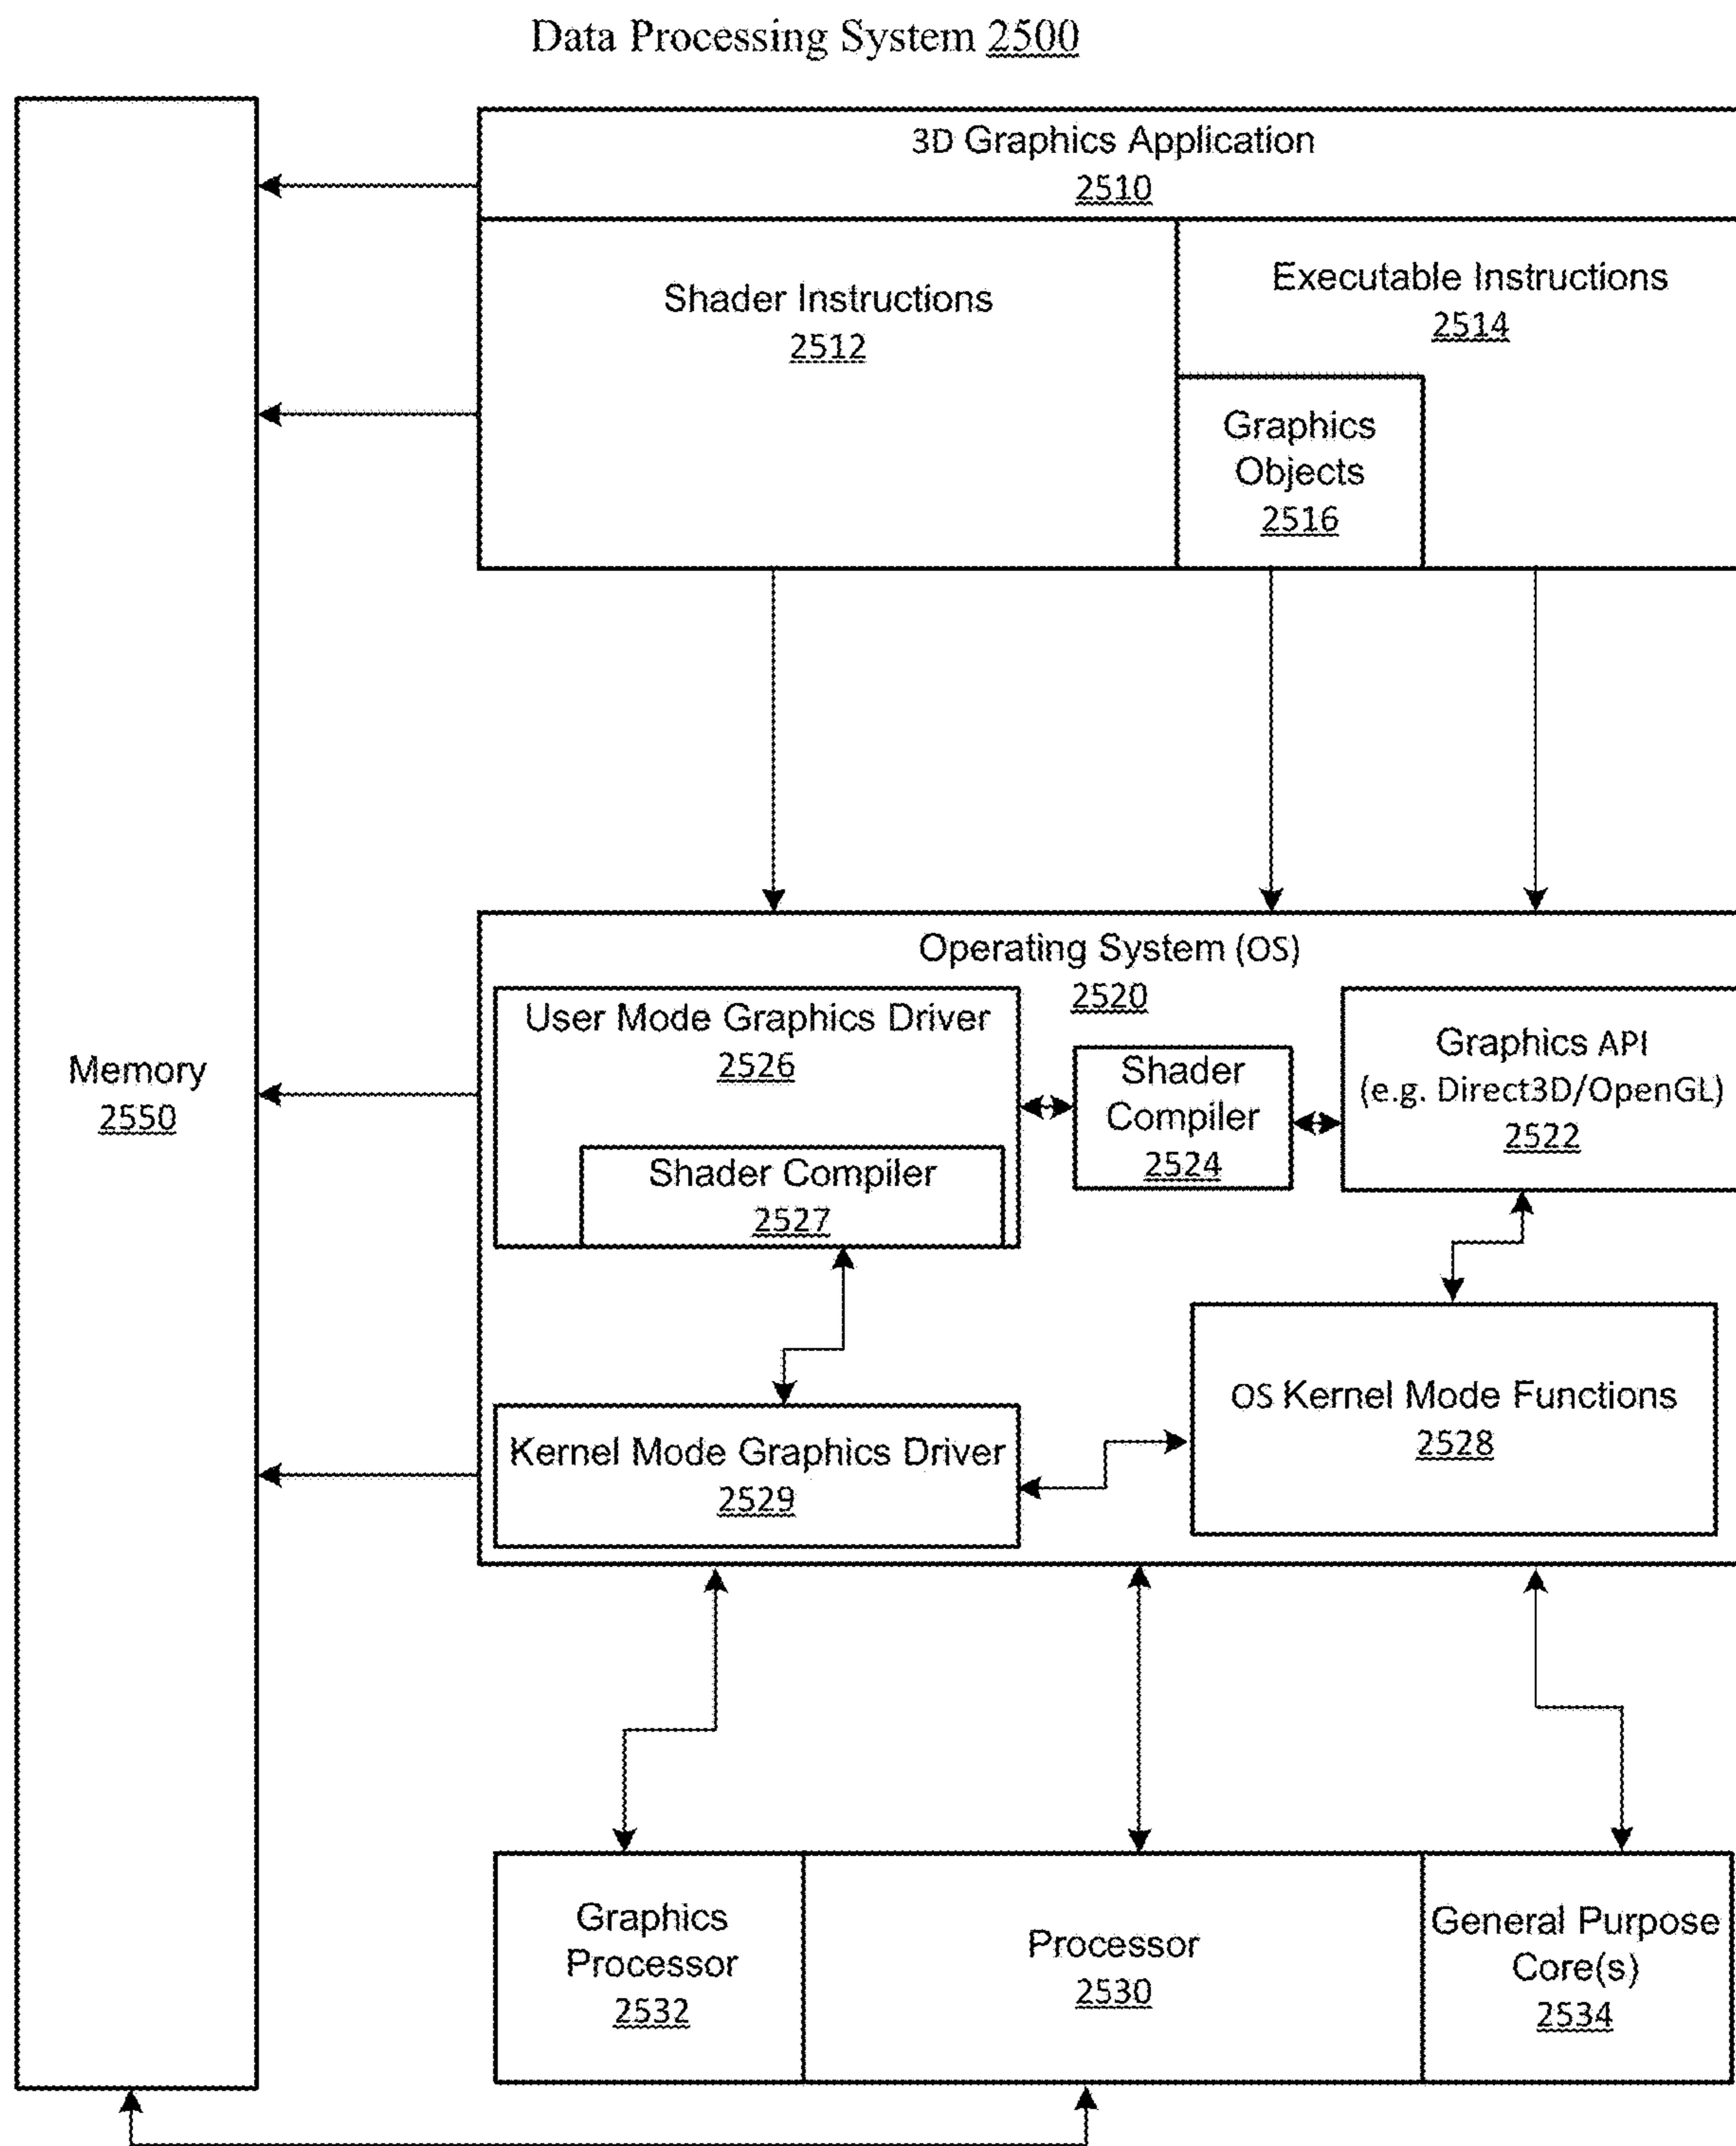 Data Processing System 2500
3D Graphics Application
2510
Shader Instructions
2512
Executable Instructions
2514
Graphics
Objects
2516
Memory
2550
Operating System (OS)
2520
User Mode Graphics Driver
2526
Shader Compiler
2527
Shader
Compiler
2524
Graphics API
(e.g. Direct3D/OpenGL)
2522
OS Kernel Mode Functions
2528
Kernel Mode Graphics Driver
2529
Graphics
Processor
2532
Processor
2530
General Purpose
Core(s)
2534